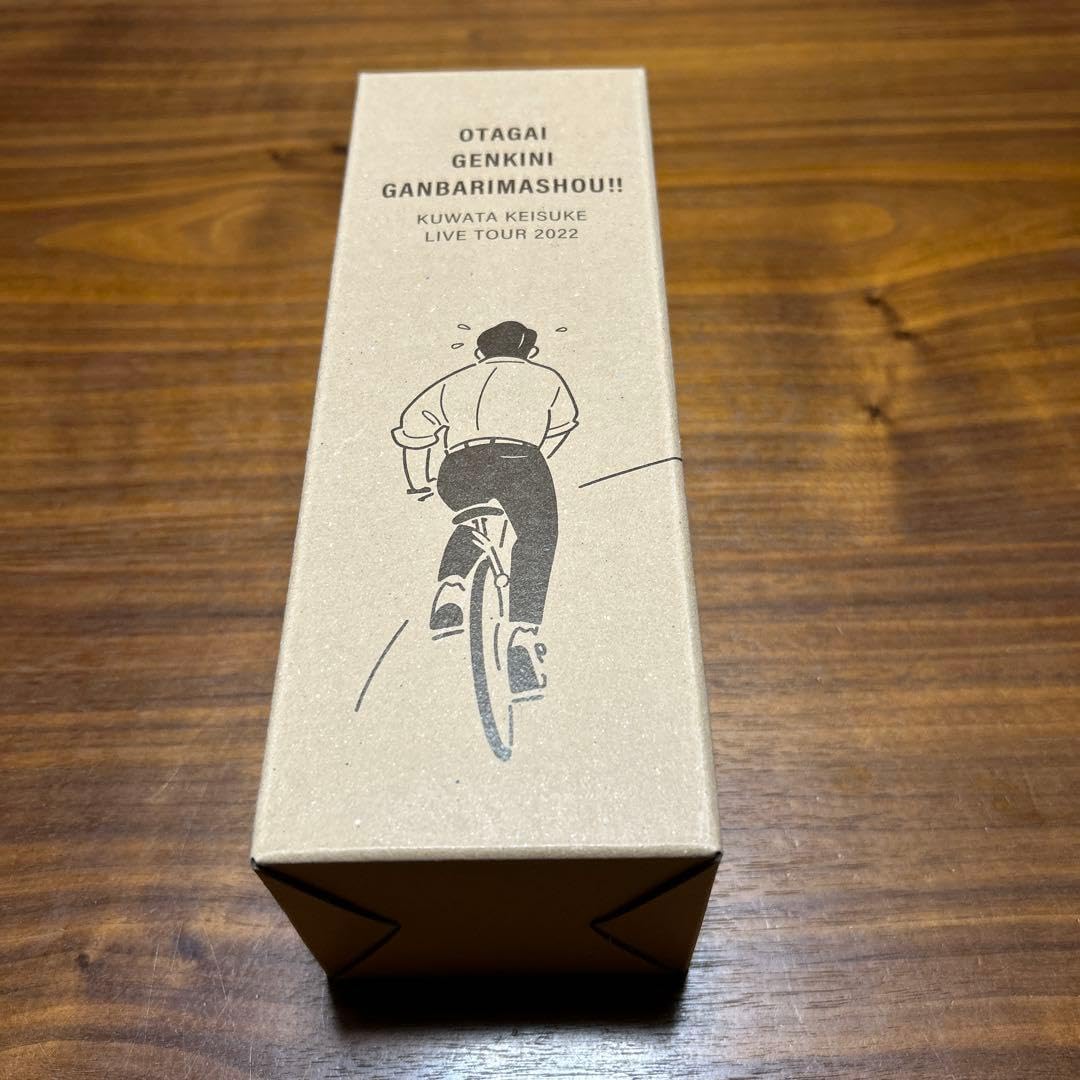 OTAGAI
GENKINI
GANBARIMASHOU!!
KUWATA KEISUKE
LIVE TOUR 2022